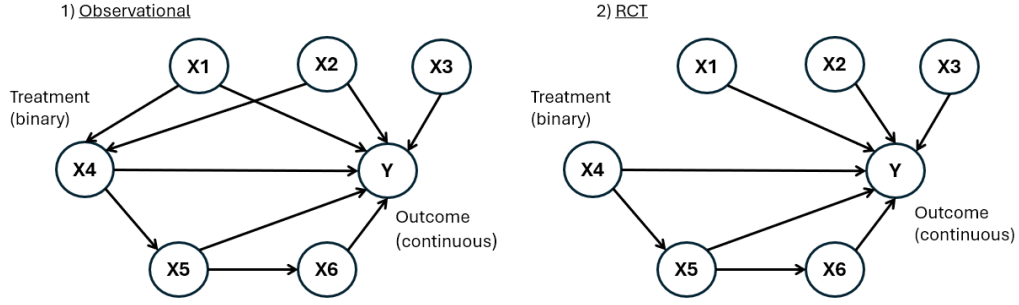 1) Observational
X1
X2
X3
Treatment
(binary)
X4
Y
Outcome
(continuous)
X5
X6
2) RCT
X1
X2
X3
Treatment
(binary)
X4
Y
Outcome
(continuous)
X5
X6